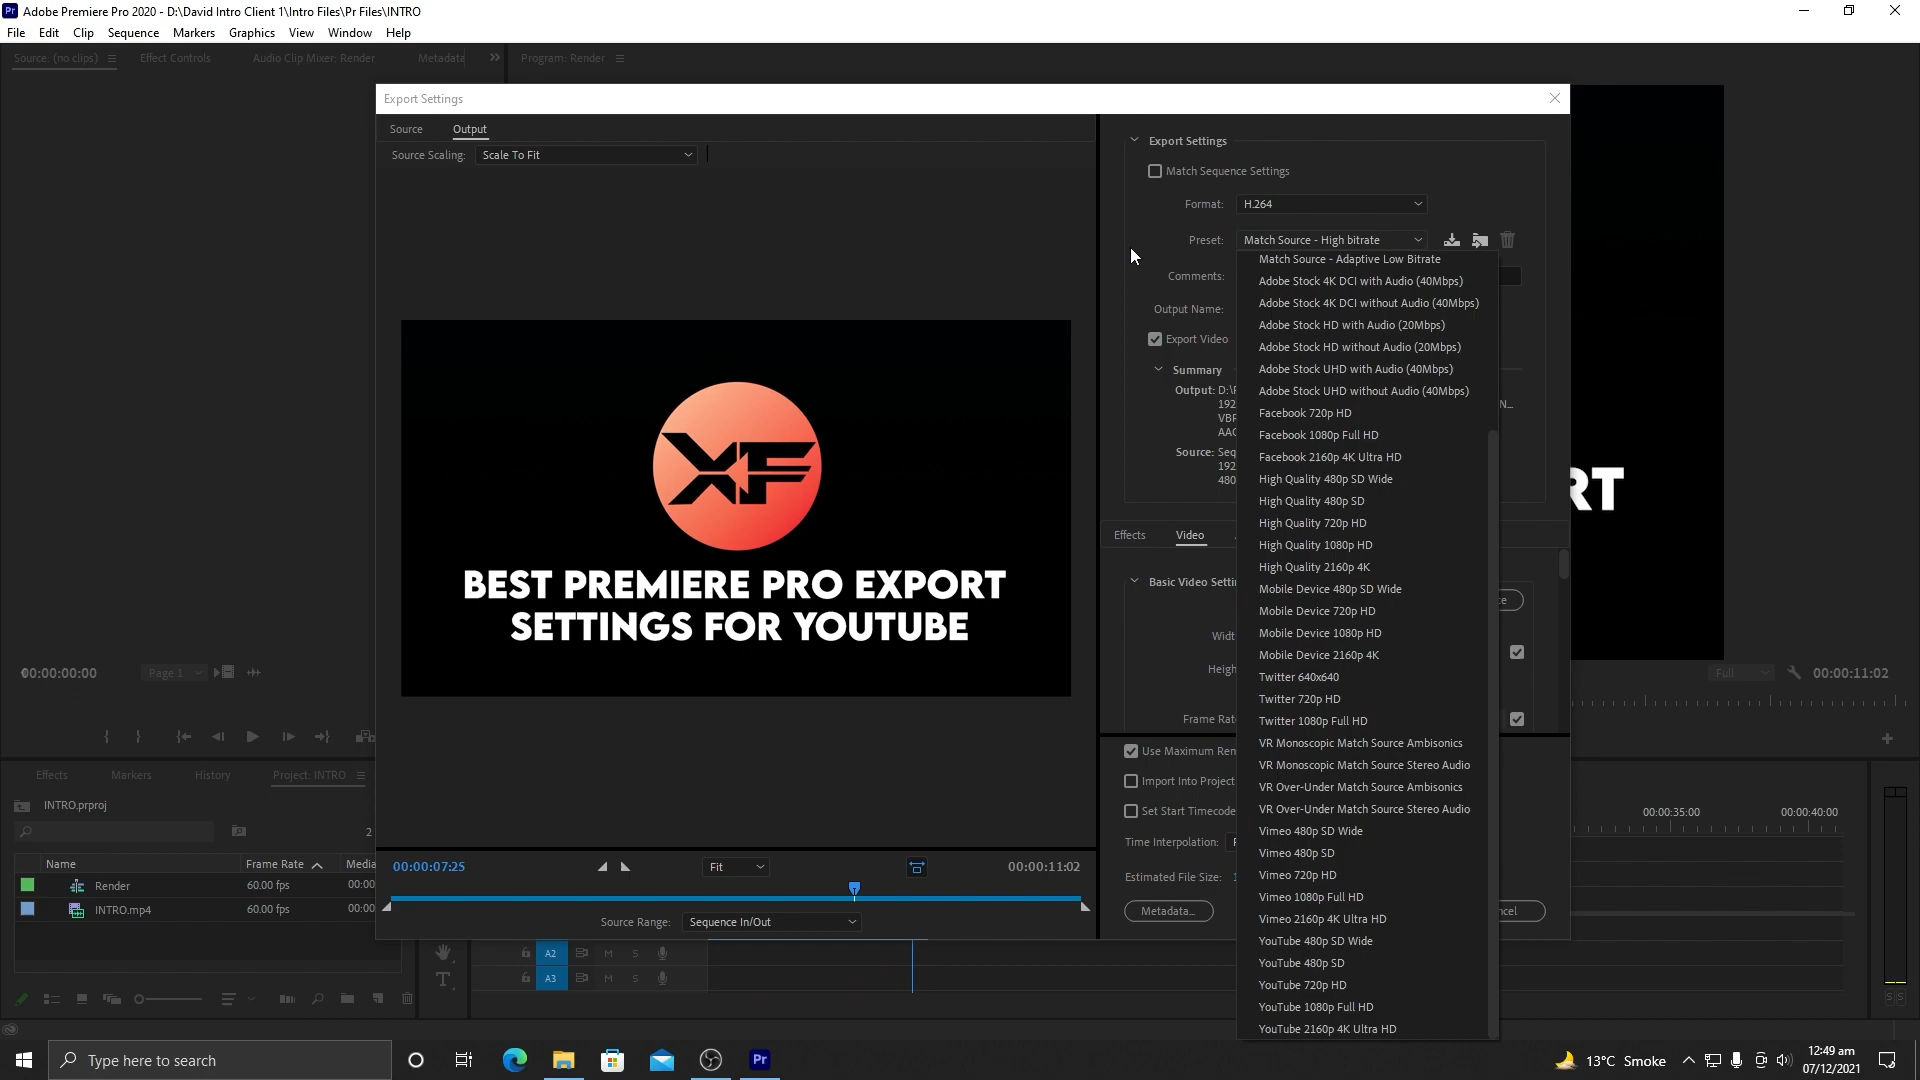 Adobe Premiere Pro 2020 - D:\David Intro Client 1\Intro Files\Pr Files\INTRO
File Edit Clip Sequence Markers Graphics View Window Help
Source: (no clips) Effect Controls Audio Clip Mixer: Render Metadata Program: Render
Export Settings
Source Output
Source Scaling: Scale To Fit
XF
BEST PREMIERE PRO EXPORT
SETTINGS FOR YOUTUBE
00:00:07:25 Fit 00:00:11:02
Source Range: Sequence In/Out
Export Settings
Match Sequence Settings
Format: H.264
Preset: Match Source - High bitrate
Comments:
Output Name:
Export Video
Summary
Output: D:\
192
VBR
AAC
N...
Source: Seq
192
480
Effects Video
Basic Video Setti
Widt
Heigh
Frame Rat
Use Maximum Ren
Import Into Project
Set Start Timecode
Time Interpolation:
Estimated File Size: 1
Metadata... ncel
Match Source - Adaptive Low Bitrate
Adobe Stock 4K DCI with Audio (40Mbps)
Adobe Stock 4K DCI without Audio (40Mbps)
Adobe Stock HD with Audio (20Mbps)
Adobe Stock HD without Audio (20Mbps)
Adobe Stock UHD with Audio (40Mbps)
Adobe Stock UHD without Audio (40Mbps)
Facebook 720p HD
Facebook 1080p Full HD
Facebook 2160p 4K Ultra HD
High Quality 480p SD Wide
High Quality 480p SD
High Quality 720p HD
High Quality 1080p HD
High Quality 2160p 4K
Mobile Device 480p SD Wide
Mobile Device 720p HD
Mobile Device 1080p HD
Mobile Device 2160p 4K
Twitter 640x640
Twitter 720p HD
Twitter 1080p Full HD
VR Monoscopic Match Source Ambisonics
VR Monoscopic Match Source Stereo Audio
VR Over-Under Match Source Ambisonics
VR Over-Under Match Source Stereo Audio
Vimeo 480p SD Wide
Vimeo 480p SD
Vimeo 720p HD
Vimeo 1080p Full HD
Vimeo 2160p 4K Ultra HD
YouTube 480p SD Wide
YouTube 480p SD
YouTube 720p HD
YouTube 1080p Full HD
YouTube 2160p 4K Ultra HD
RT
00:00:00:00 Page 1
Full 00:00:11:02
Effects Markers History Project: INTRO
INTRO.prproj
2
Name Frame Rate Media
Render 60.00 fps 00:00
INTRO.mp4 60.00 fps 00:00
00:00:35:00 00:00:40:00
A2 M S
A3 M S
S S
Type here to search
13°C Smoke
12:49 am
07/12/2021